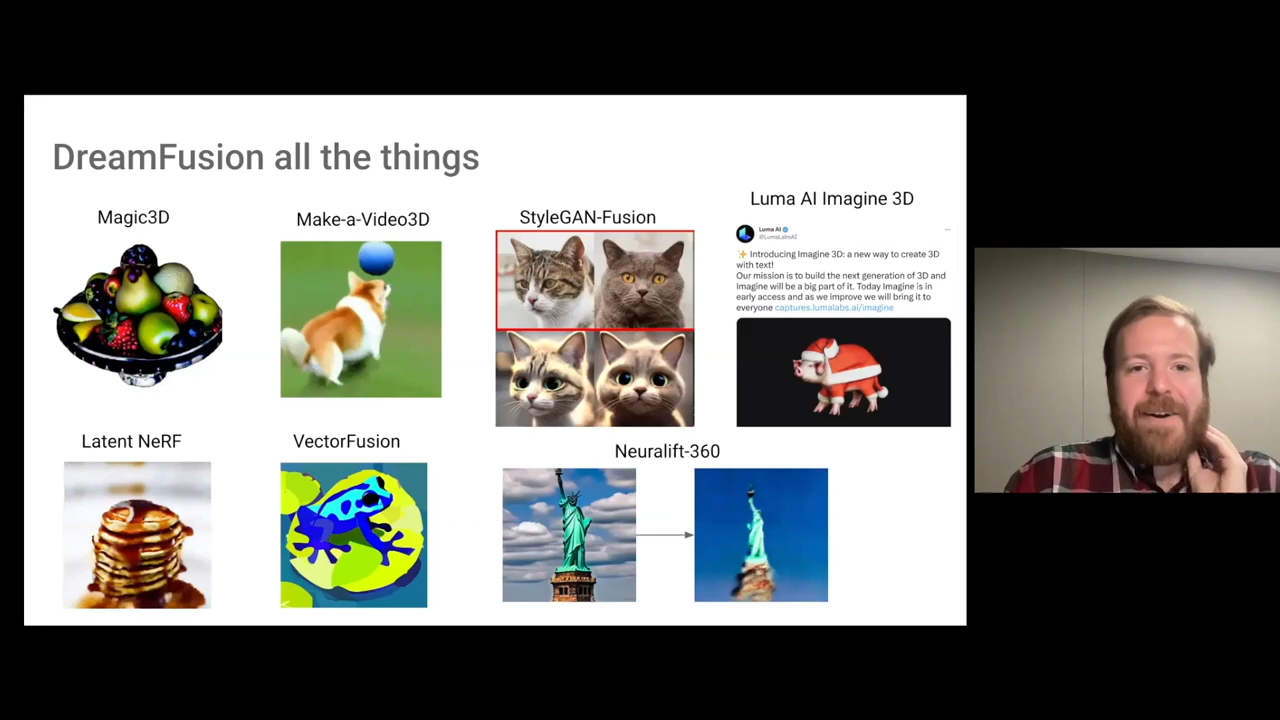 DreamFusion all the things
Magic3D
Make-a-Video3D
StyleGAN-Fusion
Luma AI Imagine 3D
Luma AI
@LumaLabsAI
✨ Introducing Imagine 3D: a new way to create 3D
with text!
Our mission is to build the next generation of 3D and
Imagine will be a big part of it. Today Imagine is in
early access and as we improve we will bring it to
everyone captures.lumalabs.ai/imagine
Latent NeRF
VectorFusion
Neuralift-360